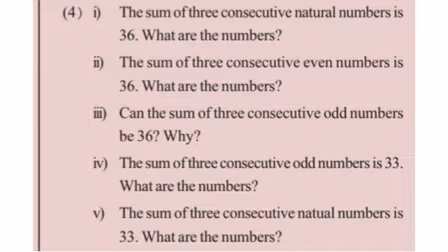 (4) i) The sum of three consecutive natural numbers is
36. What are the numbers?
ii) The sum of three consecutive even numbers is
36. What are the numbers?
iii) Can the sum of three consecutive odd numbers
be 36? Why?
iv) The sum of three consecutive odd numbers is 33.
What are the numbers?
v) The sum of three consecutive natual numbers is
33. What are the numbers?